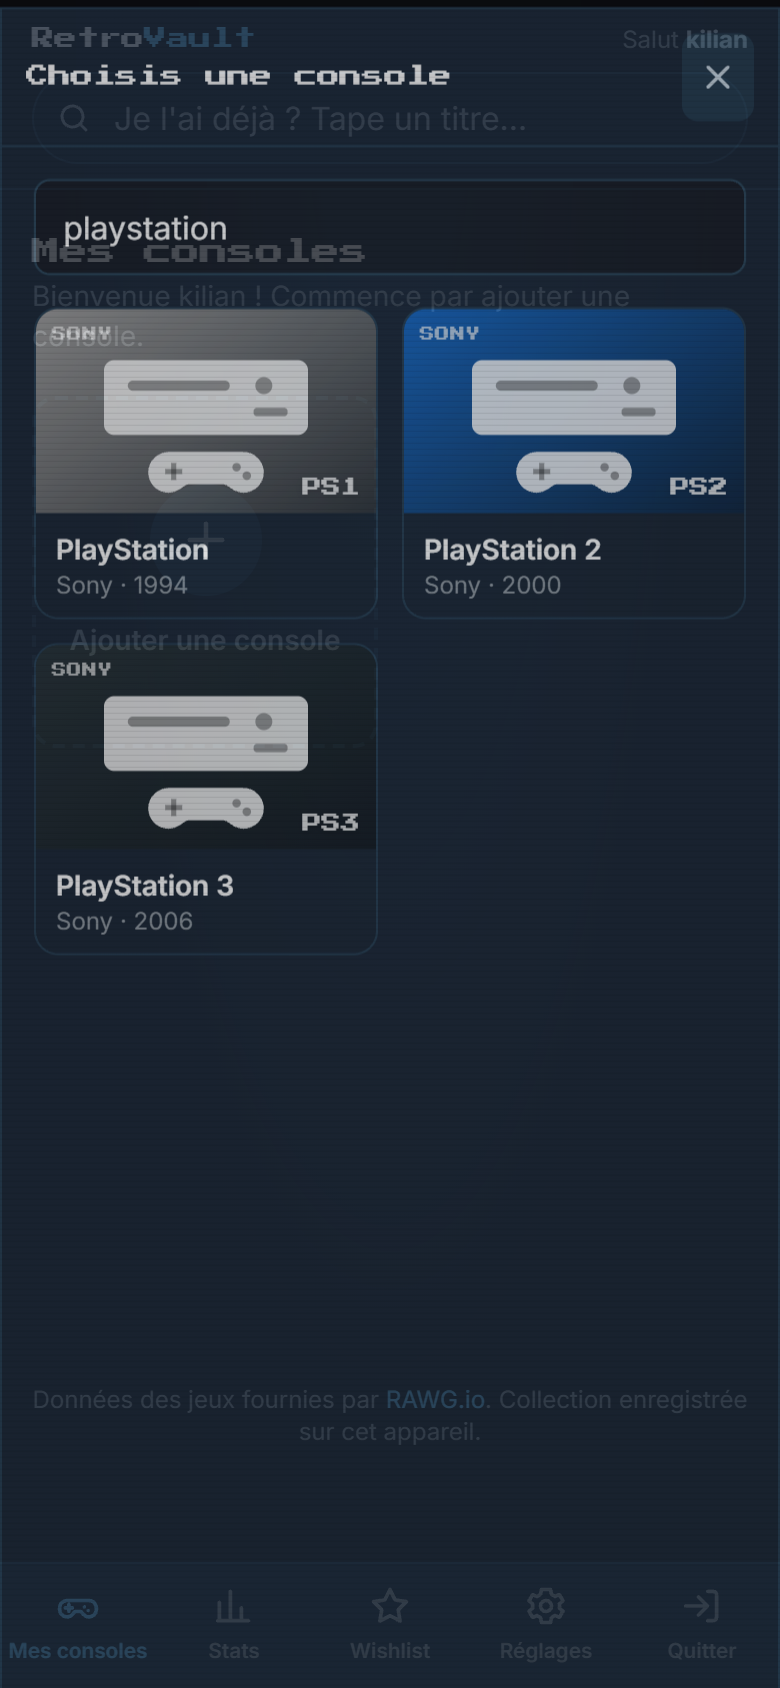 RetroVault
Salut kilian
Choisis une console
Je l'ai déjà ? Tape un titre...
playstation
Mes consoles
Bienvenue kilian ! Commence par ajouter une
console.
SONY
PS1
PlayStation
Sony · 1994
SONY
PS2
PlayStation 2
Sony · 2000
Ajouter une console
SONY
PS3
PlayStation 3
Sony · 2006
Données des jeux fournies par RAWG.io. Collection enregistrée
sur cet appareil.
Mes consoles
Stats
Wishlist
Réglages
Quitter